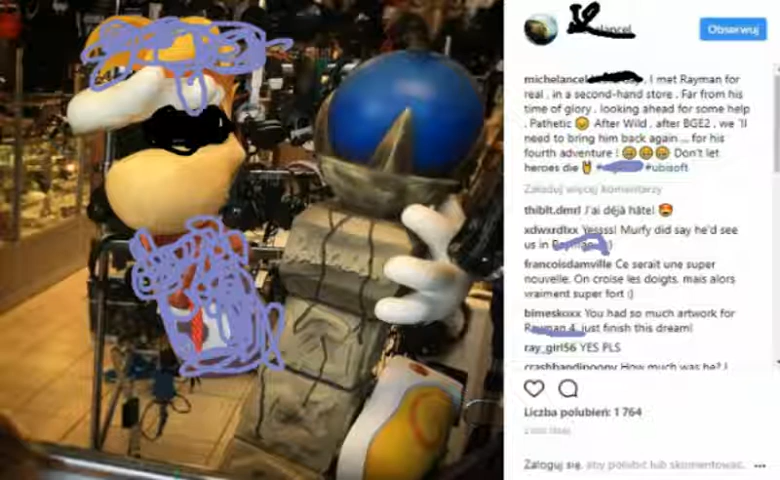 Obserwuj
I met Rayman for
real , in a second-hand store . Far from his
time of glory , looking ahead for some help
. Pathetic 😔 After Wild , after BGE2 , we 'll
need to bring him back again ... for his
fourth adventure ! 😄😄😄 Don't let
heroes die 🤘 # #ubisoft
Załaduj więcej komentarzy
thiblt.dmrl J'ai déjà hâte! 😍
Yessss! Murfy did say he'd see
us in
francoisdamville Ce serait une super
nouvelle. On croise les doigts, mais alors
vraiment super fort :)
bimeskoxx You had so much artwork for
Rayman 4, just finish this dream!
ray_girl56 YES PLS
How much was he? I
Liczba polubień: 1 764
Zaloguj się, aby polubić lub skomentować.